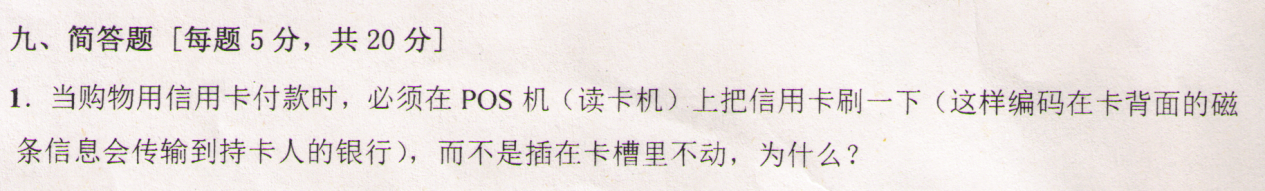 九、简答题［每题 5 分，共 20 分］
1．当购物用信用卡付款时，必须在 POS 机（读卡机）上把信用卡刷一下（这样编码在卡背面的磁
条信息会传输到持卡人的银行），而不是插在卡槽里不动，为什么？